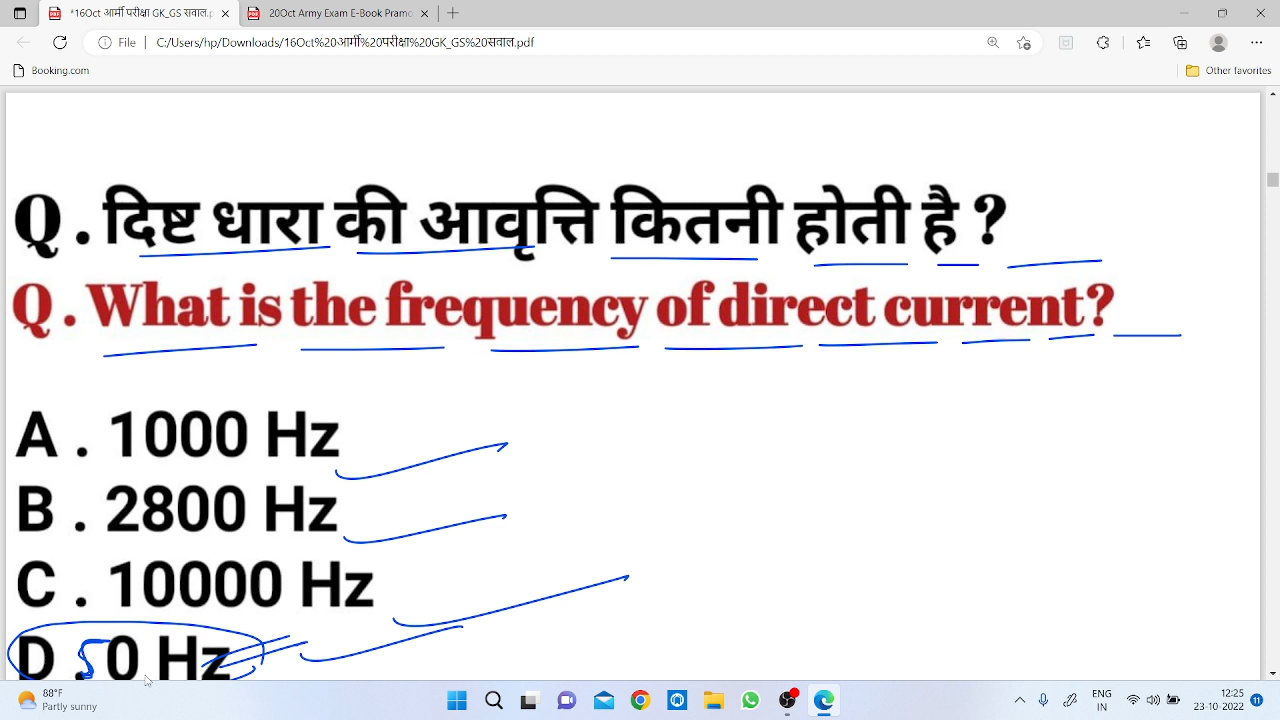 *16Oct आर्मी परीक्षा GK_GS सवाल.p
20Oct Army Exam E-Book Pramo
File C:/Users/hp/Downloads/16Oct%20आर्मी%20परीक्षा%20GK_GS%20सवाल.pdf
Booking.com
Other favorites
Q . दिष्ट धारा की आवृत्ति कितनी होती है ?
Q . What is the frequency of direct current?
A . 1000 Hz
B . 2800 Hz
C . 10000 Hz
D . 50 Hz
88°F
Partly sunny
ENG
IN
12:25
23-10-2022
11